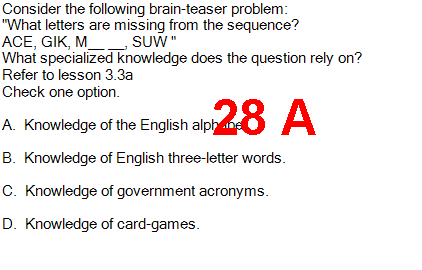 Consider the following brain-teaser problem:
"What letters are missing from the sequence?
ACE, GIK, M__ __, SUW "
What specialized knowledge does the question rely on?
Refer to lesson 3.3a
Check one option.
A.  Knowledge of the English
28 A
B.  Knowledge of English three-letter words.
C.  Knowledge of government acronyms.
D.  Knowledge of card-games.